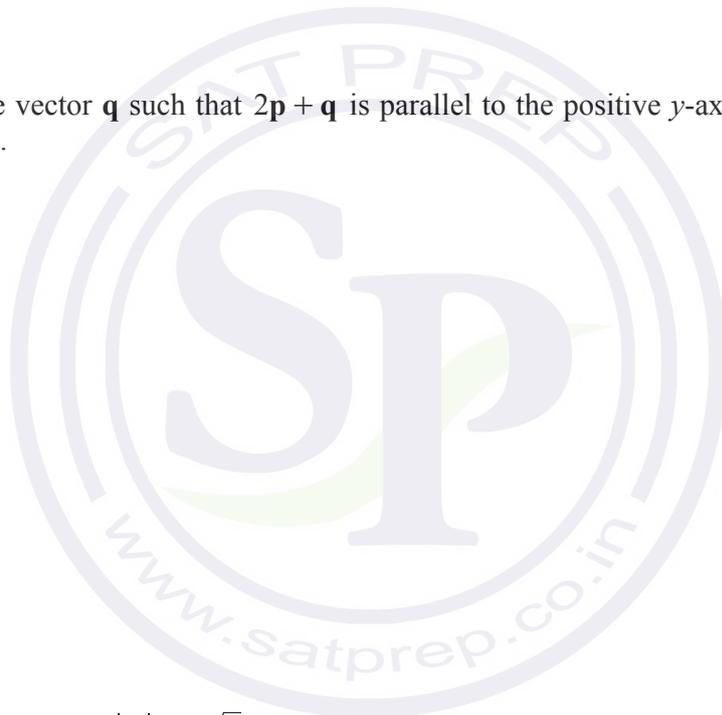 vector q such that 2p + q is parallel to the positive y-ax
.
SAT PREP
SP
www.satprep.co.in